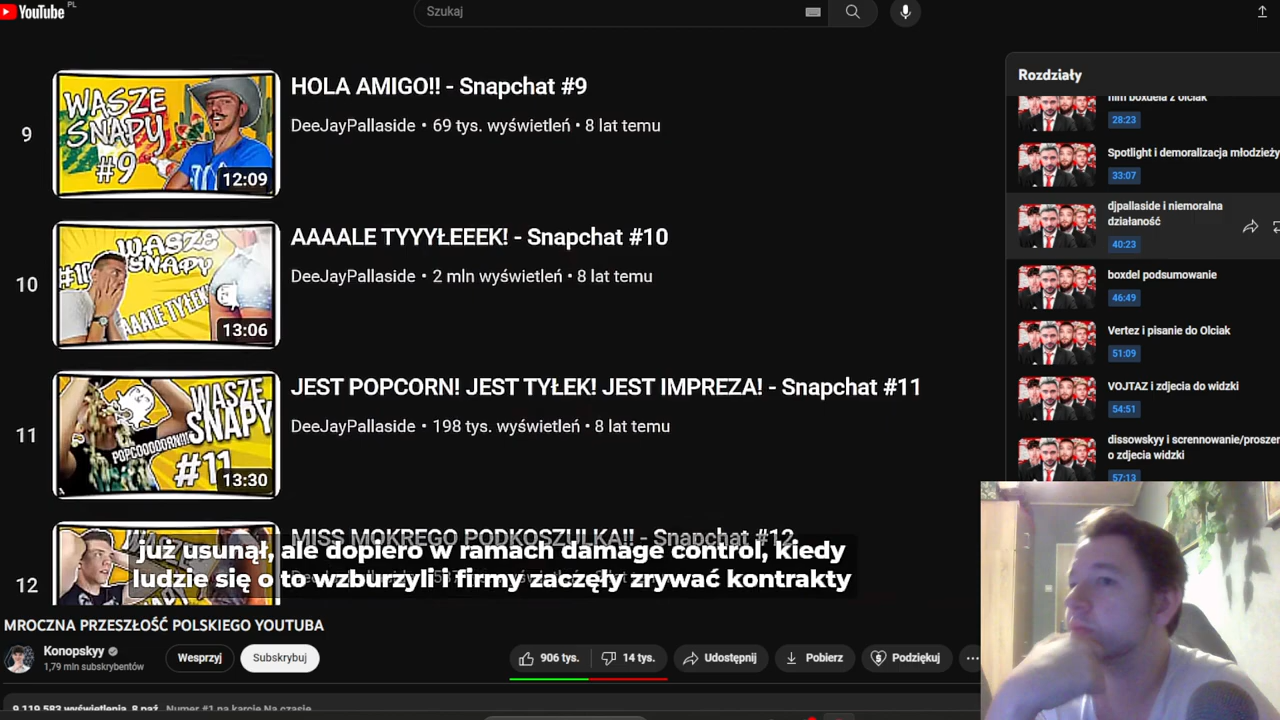 YouTube PL
Szukaj
9
WASZE
SNAPY
#9
12:09
HOLA AMIGO!! - Snapchat #9
DeeJayPallaside • 69 tys. wyświetleń • 8 lat temu
10
WASZE
SNAPY
#10
AAALE TYŁEK!
13:06
AAAALE TYYYŁEEEK! - Snapchat #10
DeeJayPallaside • 2 mln wyświetleń • 8 lat temu
11
WASZE
SNAPY
POPCOOOORN!!!
#11
13:30
JEST POPCORN! JEST TYŁEK! JEST IMPREZA! - Snapchat #11
DeeJayPallaside • 198 tys. wyświetleń • 8 lat temu
12
MISS MOKREGO PODKOSZULKA!! - Snapchat #12
już usunął, ale dopiero w ramach damage control, kiedy
ludzie się o to wzburzyli i firmy zaczęły zrywać kontrakty
MROCZNA PRZESZŁOŚĆ POLSKIEGO YOUTUBA
Konopskyy
1,79 mln subskrybentów
Wesprzyj
Subskrybuj
906 tys.
14 tys.
Udostępnij
Pobierz
Podziękuj
9 119 583 wyświetlenia 8 paź Numer #1 na karcie Na czasie
Rozdziały
film boxdela z olciak
28:23
Spotlight i demoralizacja młodzieży
33:07
djpallaside i niemoralna
działaność
40:23
boxdel podsumowanie
46:49
Vertez i pisanie do Olciak
51:09
VOJTAZ i zdjecia do widzki
54:51
dissowskyy i scrennowanie/proszen
o zdjecia widzki
57:13